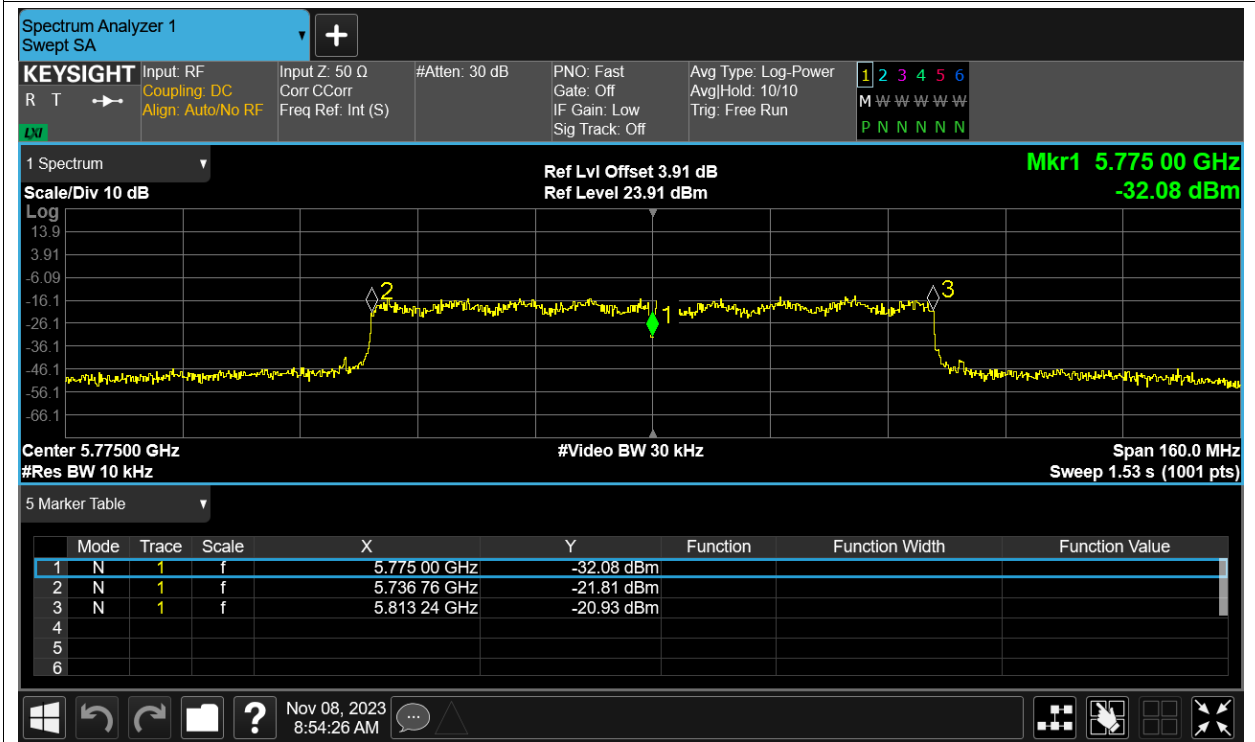 Spectrum Analyzer 1
Swept SA
+
KEYSIGHT
R T
LXI
Input: RF
Coupling: DC
Align: Auto/No RF
Input Z: 50 Ω
Corr CCorr
Freq Ref: Int (S)
#Atten: 30 dB
PNO: Fast
Gate: Off
IF Gain: Low
Sig Track: Off
Avg Type: Log-Power
Avg|Hold: 10/10
Trig: Free Run
1 2 3 4 5 6
M W W W W W
P N N N N N
1 Spectrum
Scale/Div 10 dB
Ref Lvl Offset 3.91 dB
Ref Level 23.91 dBm
Mkr1 5.775 00 GHz
-32.08 dBm
Log
13.9
3.91
-6.09
-16.1
-26.1
-36.1
-46.1
-56.1
-66.1
2
1
3
Center 5.77500 GHz
#Video BW 30 kHz
Span 160.0 MHz
#Res BW 10 kHz
Sweep 1.53 s (1001 pts)
5 Marker Table
Mode Trace Scale X Y Function Function Width Function Value
1 N 1 f 5.775 00 GHz -32.08 dBm
2 N 1 f 5.736 76 GHz -21.81 dBm
3 N 1 f 5.813 24 GHz -20.93 dBm
4
5
6
?
Nov 08, 2023
8:54:26 AM